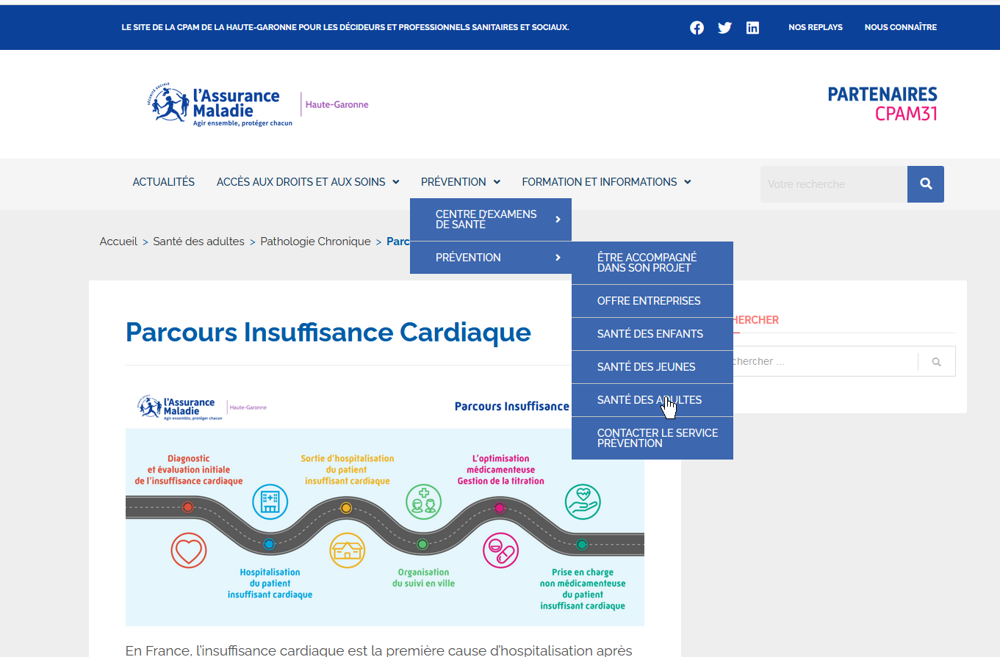 LE SITE DE LA CPAM DE LA HAUTE-GARONNE POUR LES DÉCIDEURS ET PROFESSIONNELS SANITAIRES ET SOCIAUX.
NOS REPLAYS
NOUS CONNAÎTRE
SÉCURITÉ SOCIALE
l'Assurance
Maladie
Agir ensemble, protéger chacun
Haute-Garonne
PARTENAIRES
CPAM31
ACTUALITÉS
ACCÈS AUX DROITS ET AUX SOINS
PRÉVENTION
FORMATION ET INFORMATIONS
Votre recherche
CENTRE D'EXAMENS
DE SANTÉ
PRÉVENTION
ÊTRE ACCOMPAGNÉ
DANS SON PROJET
OFFRE ENTREPRISES
SANTÉ DES ENFANTS
SANTÉ DES JEUNES
SANTÉ DES ADULTES
CONTACTER LE SERVICE
PRÉVENTION
Accueil > Santé des adultes > Pathologie Chronique > Parc
HERCHER
chercher ...
Parcours Insuffisance Cardiaque
l'Assurance
Maladie
Agir ensemble, protéger chacun
Haute-Garonne
Parcours Insuffisance
Diagnostic
et évaluation initiale
de l'insuffisance cardiaque
Sortie d'hospitalisation
du patient
insuffisant cardiaque
L'optimisation
médicamenteuse
Gestion de la titration
Hospitalisation
du patient
insuffisant cardiaque
Organisation
du suivi en ville
Prise en charge
non médicamenteuse
du patient
insuffisant cardiaque
En France, l'insuffisance cardiaque est la première cause d'hospitalisation après